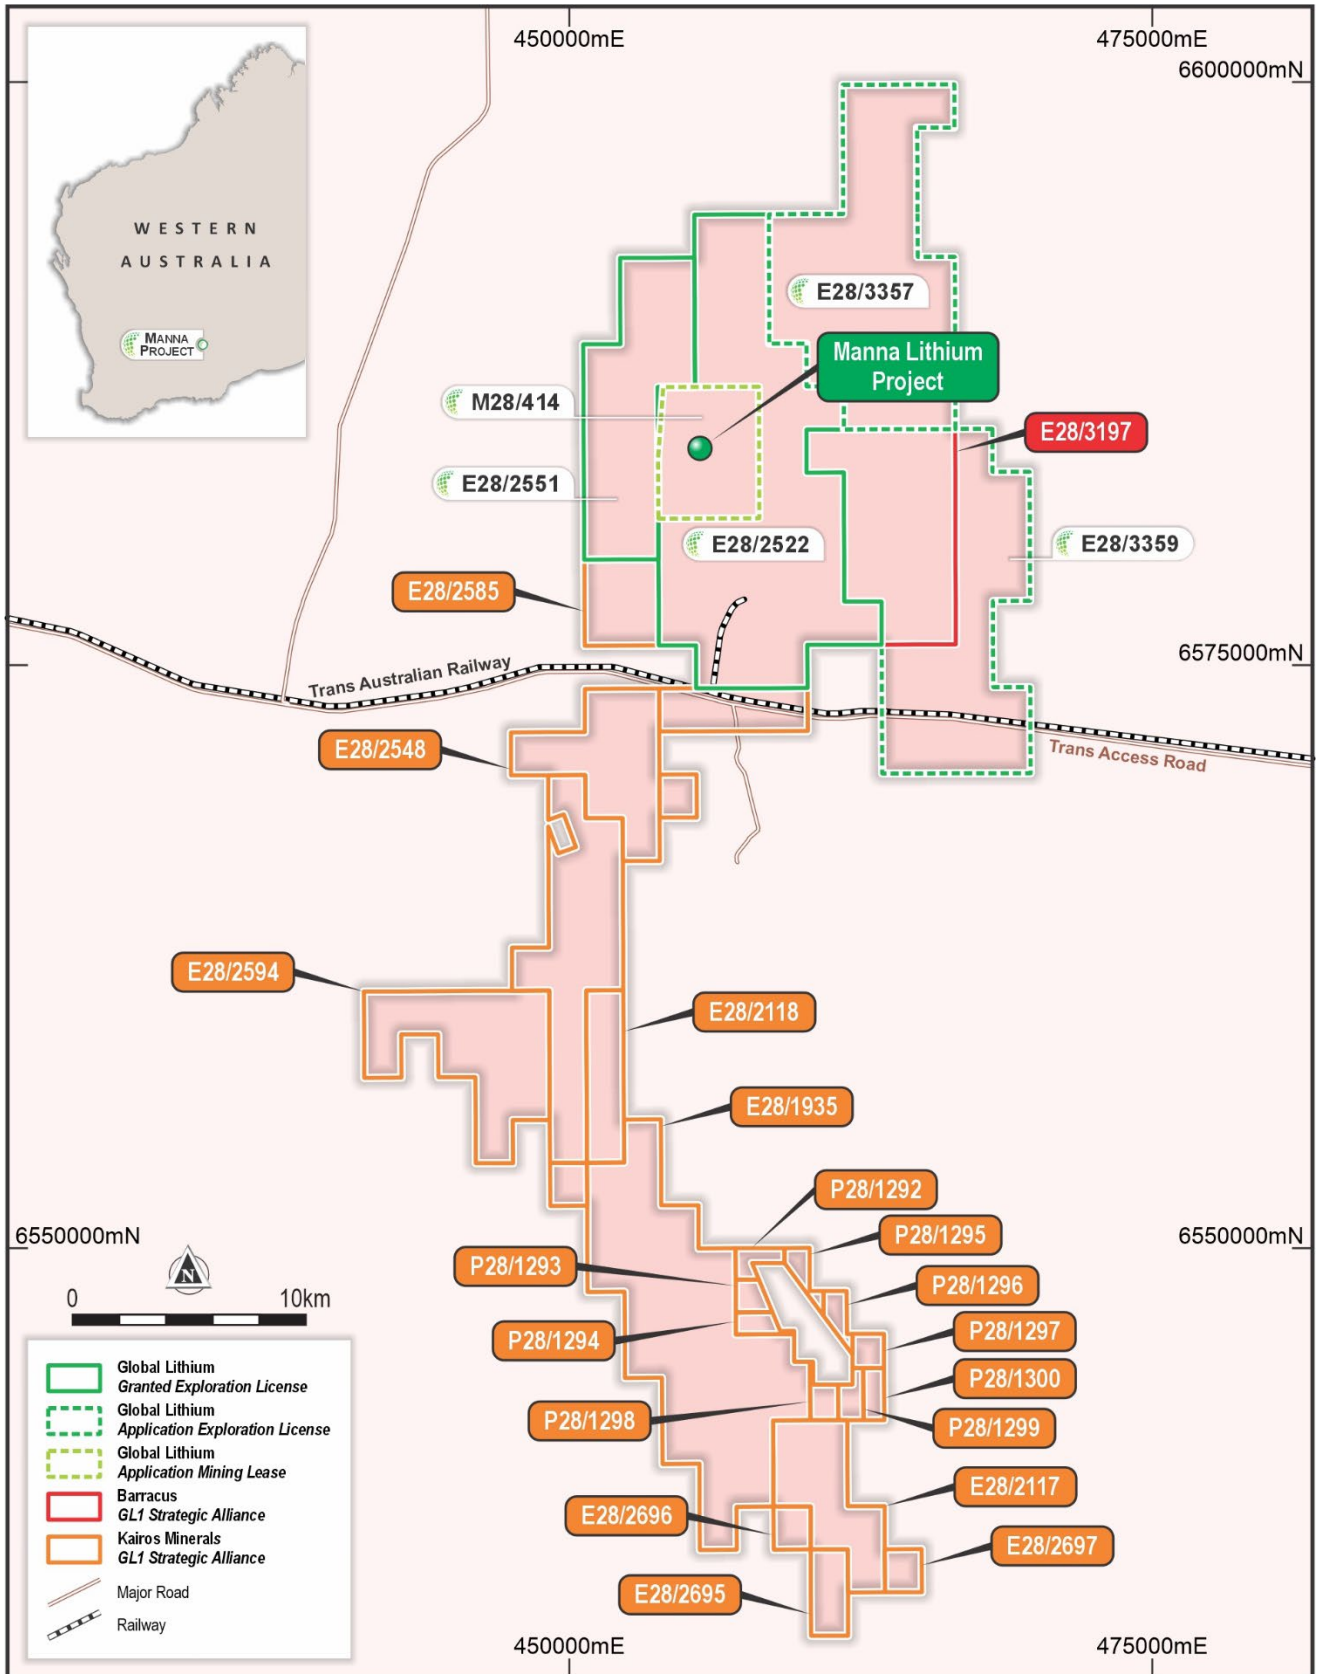 450000mE
475000mE
6600000mN
WESTERN
AUSTRALIA
MANNA
PROJECT
E28/3357
Manna Lithium
Project
M28/414
E28/3197
E28/2551
E28/2522
E28/3359
E28/2585
6575000mN
Trans Australian Railway
E28/2548
Trans Access Road
E28/2594
E28/2118
E28/1935
P28/1292
P28/1295
6550000mN
6550000mN
P28/1293
P28/1296
N
0
10km
P28/1294
P28/1297
P28/1300
P28/1298
P28/1299
E28/2117
E28/2696
E28/2697
E28/2695
Global Lithium
Granted Exploration License
Global Lithium
Application Exploration License
Global Lithium
Application Mining Lease
Barracus
GL1 Strategic Alliance
Kairos Minerals
GL1 Strategic Alliance
Major Road
Railway
450000mE
475000mE